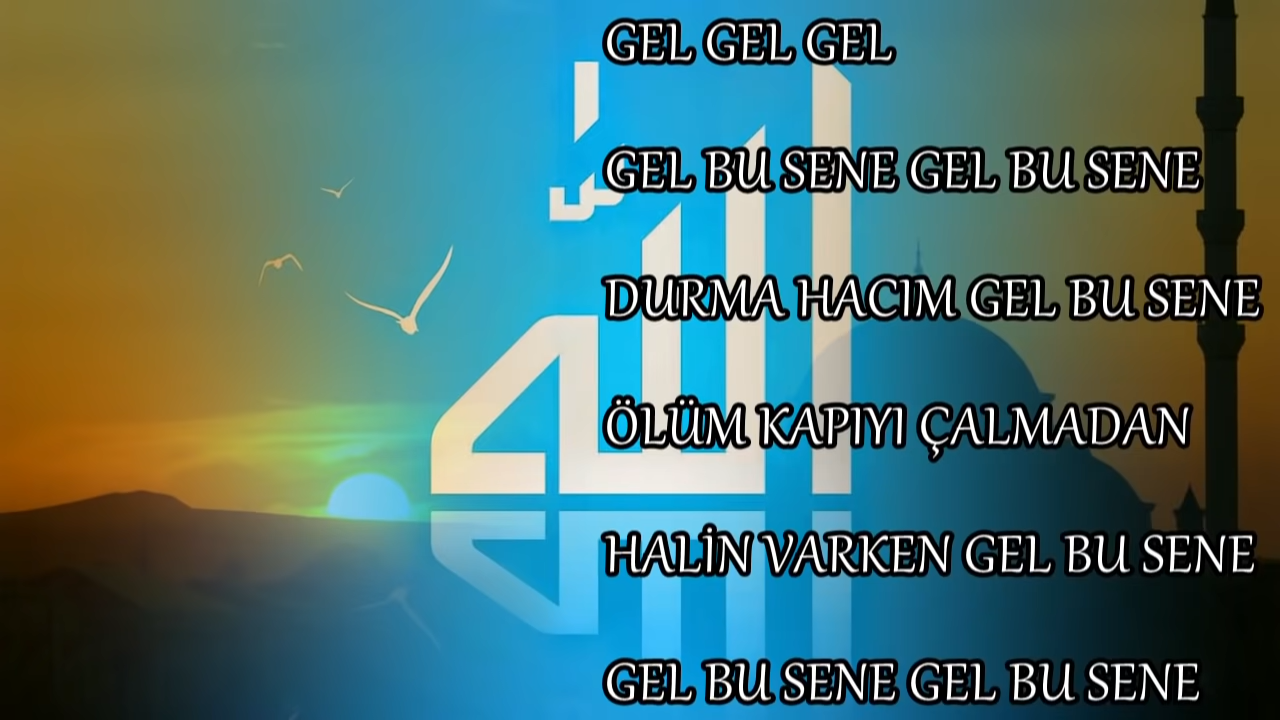 GEL GEL GEL
GEL BU SENE GEL BU SENE
DURMA HACIM GEL BU SENE
ÖLÜM KAPIYI ÇALMADAN
HALİN VARKEN GEL BU SENE
GEL BU SENE GEL BU SENE
الله